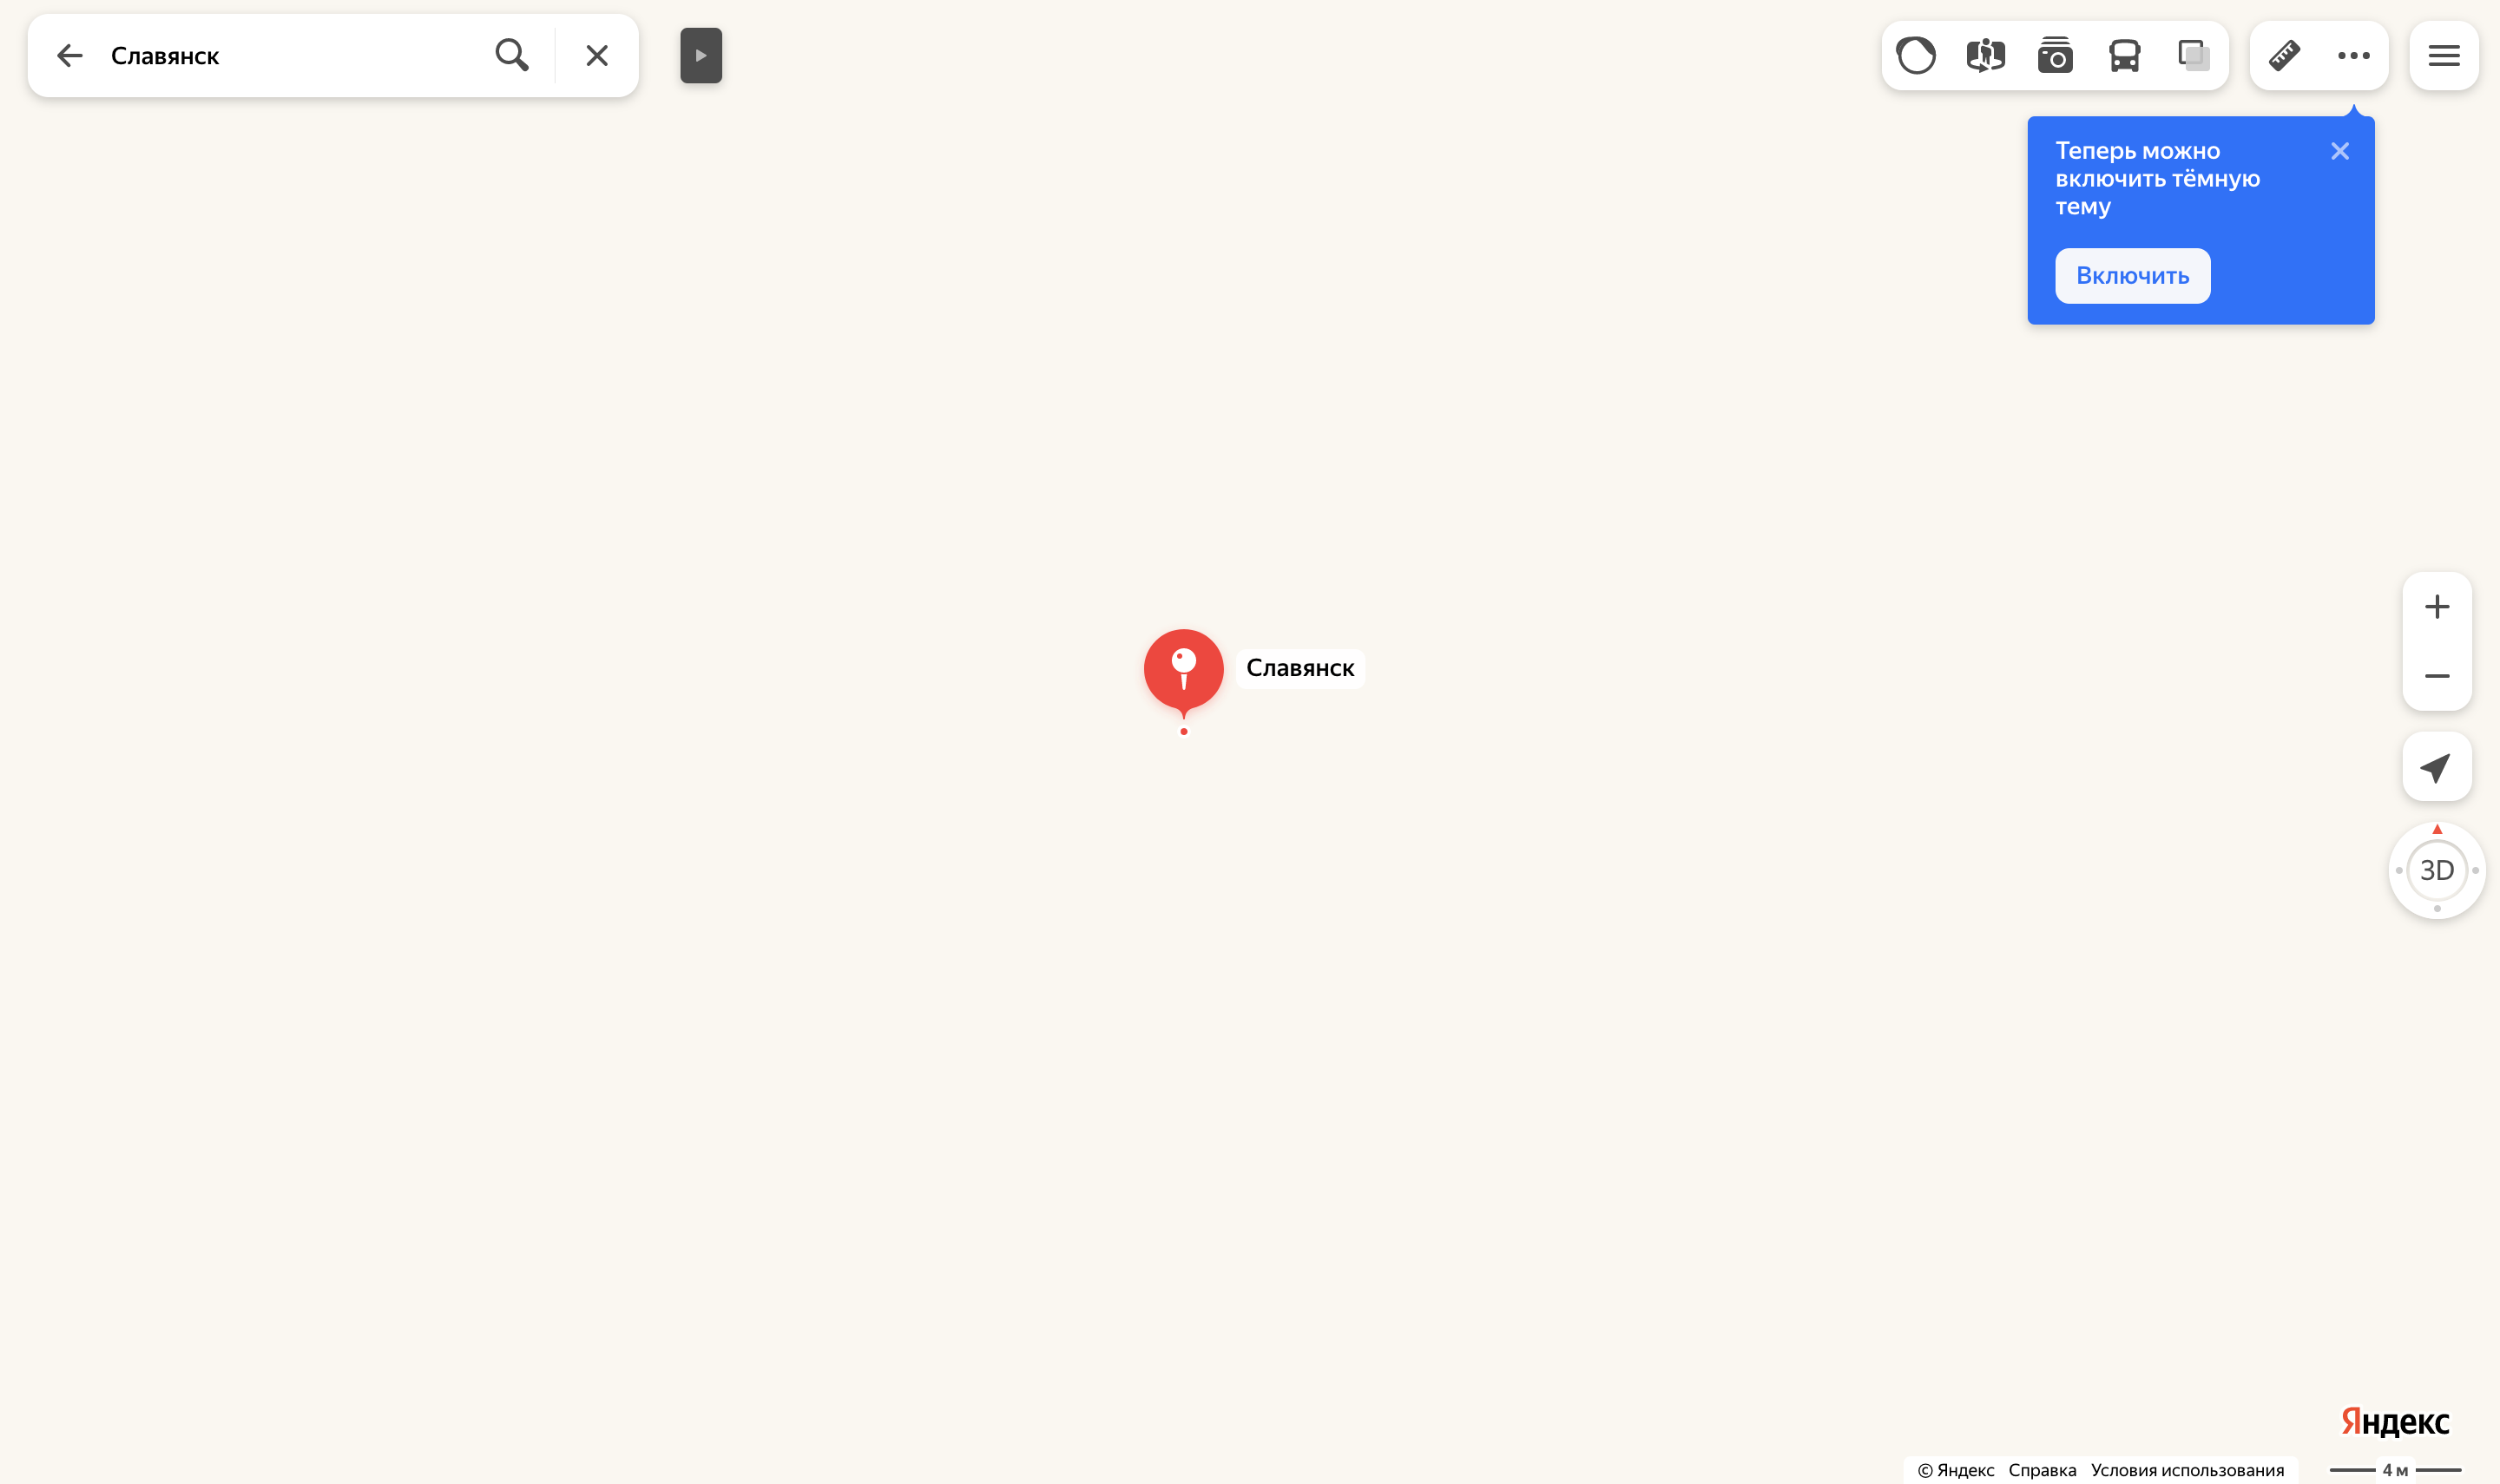 Славянск
Теперь можно
включить тёмную
тему
Включить
Славянск
3D
Яндекс
© Яндекс Справка Условия использования
4 м